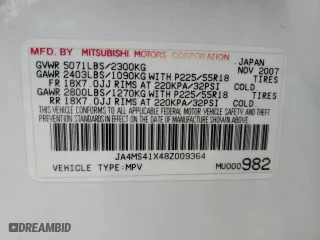 MFD. BY MITSUBISHI MOTORS CORPORATION JAPAN
GVWR 5071LBS/2300KG NOV 2007
GAWR 2403LBS/1090KG WITH P225/55R18 TIRES
FR 18X7.0JJ RIMS AT 220KPA/32PSI COLD
GAWR 2800LBS/1270KG WITH P225/55R18 TIRES
RR 18X7.0JJ RIMS AT 220KPA/32PSI COLD
THIS VEHICLE CONFORMS TO ALL APPLICABLE
FEDERAL MOTOR VEHICLE SAFETY
STANDARDS IN EFFECT ON THE DATE OF
MANUFACTURE SHOWN ABOVE.
JA4MS41X48Z009364
VEHICLE TYPE: MPV MU000982
© DREAMBID.COM